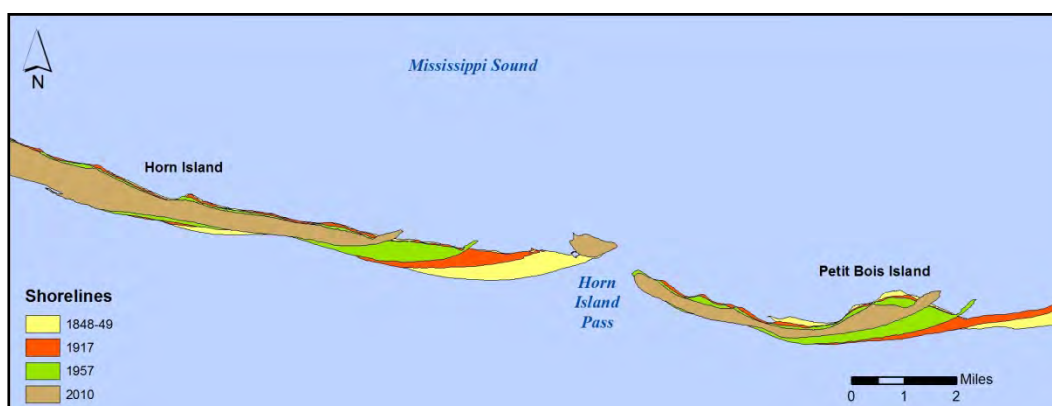 Mississippi Sound
N
Horn Island
Petit Bois Island
Horn
Island
Pass
Shorelines
1848-49
1917
1957
2010
Miles
0 1 2